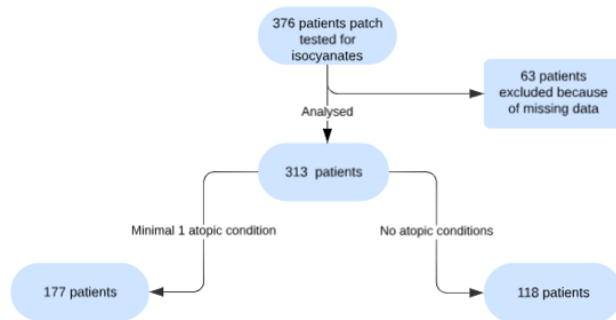 376 patients patch
tested for
isocyanates
63 patients
excluded because
of missing data
Analysed
313 patients
Minimal 1 atopic condition
No atopic conditions
177 patients
118 patients